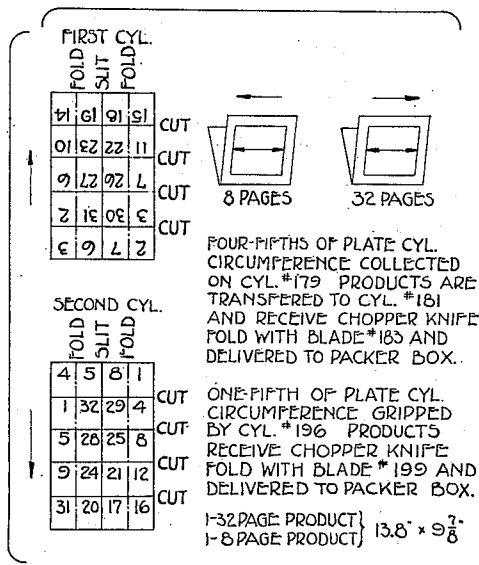 FIRST CYL.
FOLD SLIT FOLD
14 19 18 15
CUT
10 23 22 11
CUT
6 27 26 7
CUT
2 31 30 3
CUT
3 6 7 2
8 PAGES
32 PAGES
FOUR-FIFTHS OF PLATE CYL.
CIRCUMFERENCE COLLECTED
ON CYL. #179 PRODUCTS ARE
TRANSFERED TO CYL. #181
AND RECEIVE CHOPPER KNIFE
FOLD WITH BLADE #183 AND
DELIVERED TO PACKER BOX.
SECOND CYL.
FOLD SLIT FOLD
4 5 8 1
CUT
1 32 29 4
CUT
5 28 25 8
CUT
9 24 21 12
CUT
31 20 17 16
ONE-FIFTH OF PLATE CYL.
CIRCUMFERENCE GRIPPED
BY CYL. #196 PRODUCTS
RECEIVE CHOPPER KNIFE
FOLD WITH BLADE #199 AND
DELIVERED TO PACKER BOX.
1-32 PAGE PRODUCT} 13.8" × 9 7/8"
1-8 PAGE PRODUCT}